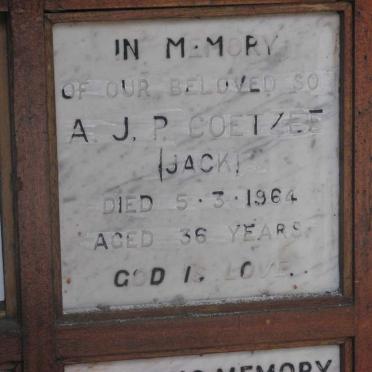 IN MEMORY
OF OUR BELOVED SO
A. J. P. COETZEE
(JACK)
DIED 5·3·1964
AGED 36 YEARS.
GOD IS LOVE.
MEMORY